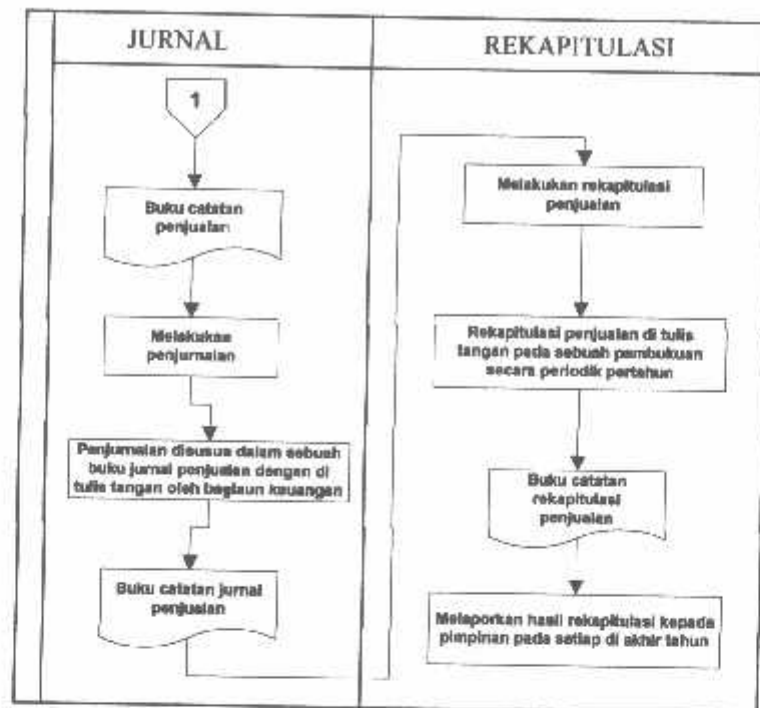 JURNAL
REKAPITULASI
1
Buku catatan
penjualan
Melakukan
penjurnalan
Penjurnalan disusus dalam sebuah
buku jurnal penjualan dengan di
tulis tangan oleh bagiaun keuangan
Buku catatan jurnal
penjualan
Melakukan rekapitulasi
penjualan
Rekapitulasi penjualan di tulis
tangan pada sebuah pembukuan
secara periodik pertahun
Buku catatan
rekapitulasi
penjualan
Melaporkan hasil rekapitulasi kepada
pimpinan pada setiap di akhir tahun